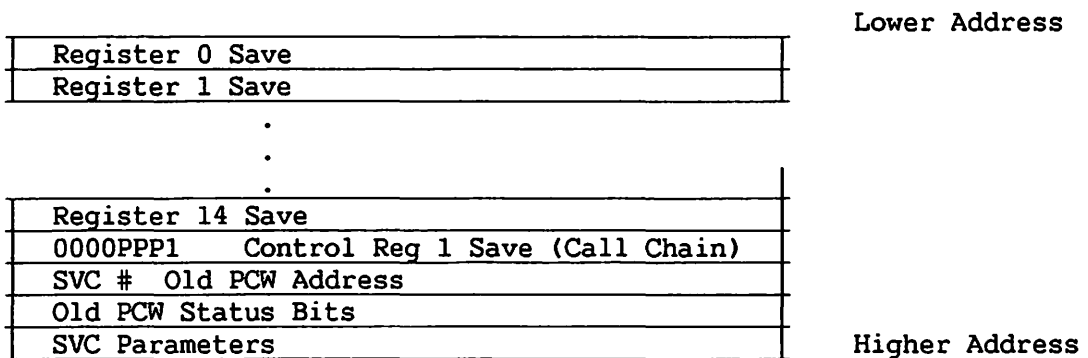 Lower Address
Register 0 Save
Register 1 Save
.
.
.
Register 14 Save
0000PPP1 Control Reg 1 Save (Call Chain)
SVC # Old PCW Address
Old PCW Status Bits
SVC Parameters Higher Address